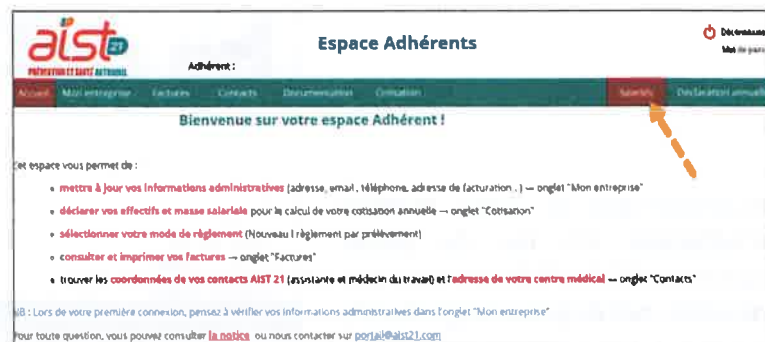 aist 21
PRÉVENTION ET SANTÉ AU TRAVAIL
Espace Adhérents
Adhérent :
Accueil Mon entreprise Factures Contacts Documentation Cotisation Salariés Déclaration annuelle
Bienvenue sur votre espace Adhérent !
Cet espace vous permet de :
• mettre à jour vos informations administratives (adresse, email, téléphone, adresse de facturation..) — onglet "Mon entreprise"
• déclarer vos effectifs et masse salariale pour le calcul de votre cotisation annuelle — onglet "Cotisation"
• sélectionner votre mode de règlement (Nouveau ! règlement par prélèvement)
• consulter et imprimer vos factures — onglet "Factures"
• trouver les coordonnées de vos contacts AIST 21 (assistante et médecin du travail) et l'adresse de votre centre médical — onglet "Contacts"
NB : Lors de votre première connexion, pensez à vérifier vos informations administratives dans l'onglet "Mon entreprise"
Pour toute question, vous pouvez consulter la notice ou nous contacter sur portail@aist21.com